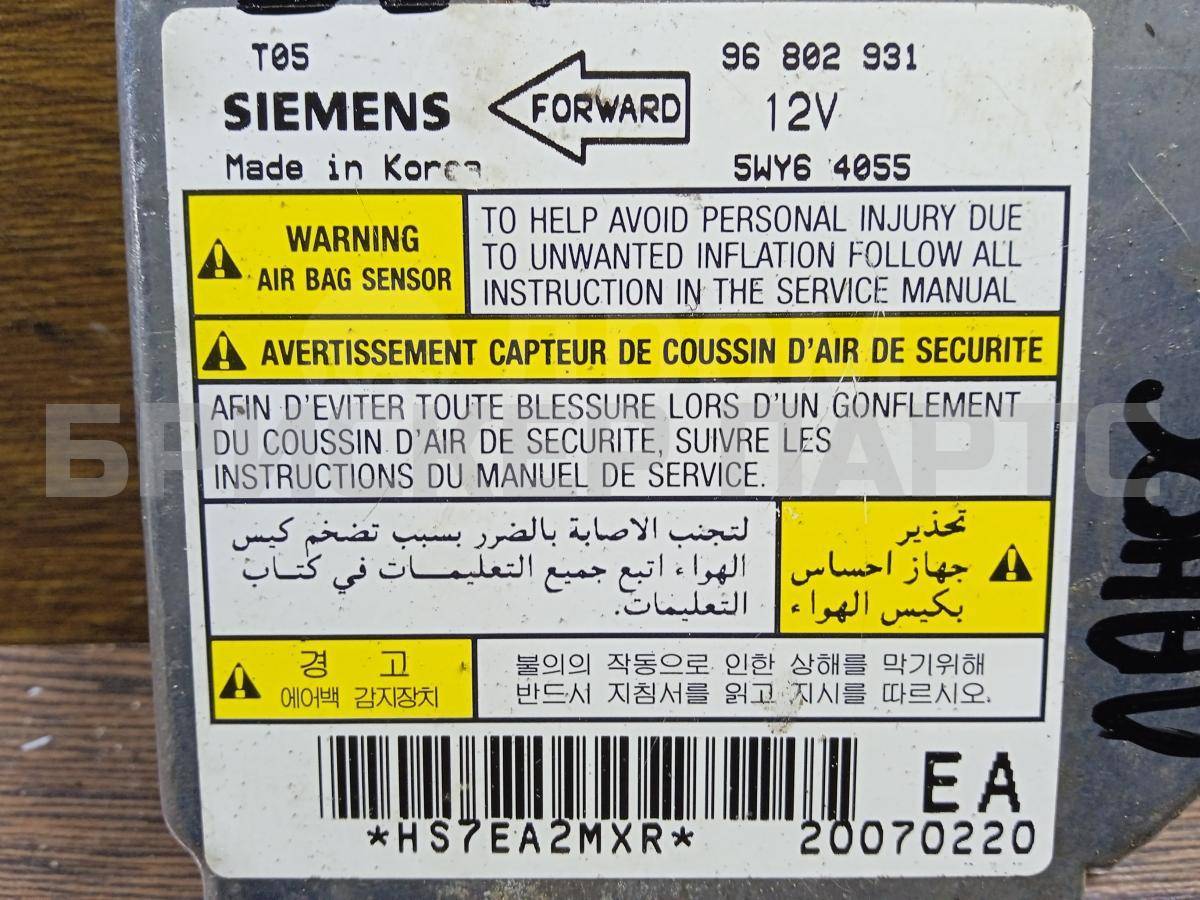 T05
SIEMENS
Made in Korea
FORWARD
96 802 931
12V
5WY6 4055
WARNING
AIR BAG SENSOR
TO HELP AVOID PERSONAL INJURY DUE
TO UNWANTED INFLATION FOLLOW ALL
INSTRUCTION IN THE SERVICE MANUAL
AVERTISSEMENT CAPTEUR DE COUSSIN D'AIR DE SECURITE
AFIN D'EVITER TOUTE BLESSURE LORS D'UN GONFLEMENT
DU COUSSIN D'AIR DE SECURITE, SUIVRE LES
INSTRUCTIONS DU MANUEL DE SERVICE.
БРУСКЕР ПАРТС
تحذير
جهاز احساس
بكيس الهواء
لتجنب الاصابة بالضرر بسبب تضخم كيس
الهواء اتبع جميع التعليمــات في كتاب
التعليمات.
경 고
에어백 감지장치
불의의 작동으로 인한 상해를 막기위해
반드서 지침서를 읽고 지시를 따르시오.
EA
*HS7EA2MXR*
20070220
ЛАНОС